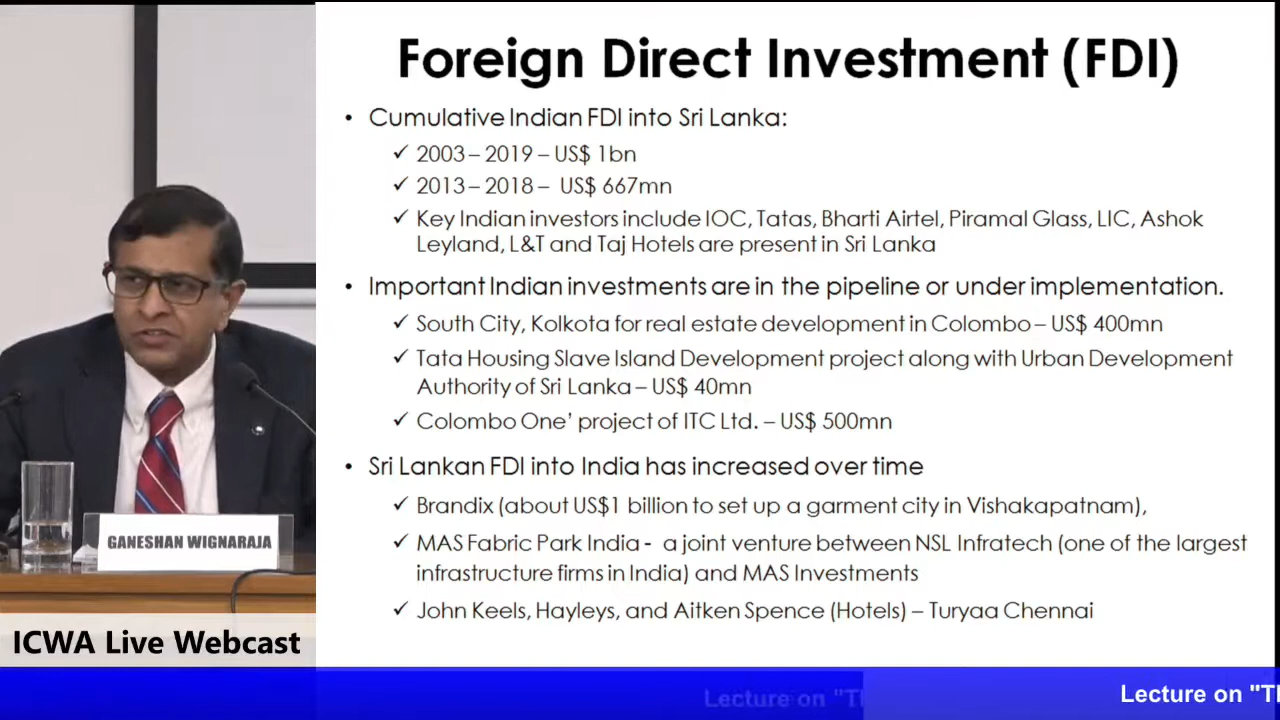 Foreign Direct Investment (FDI)
• Cumulative Indian FDI into Sri Lanka:
✓ 2003 – 2019 – US$ 1bn
✓ 2013 – 2018 – US$ 667mn
✓ Key Indian investors include IOC, Tatas, Bharti Airtel, Piramal Glass, LIC, Ashok
Leyland, L&T and Taj Hotels are present in Sri Lanka
• Important Indian investments are in the pipeline or under implementation.
✓ South City, Kolkota for real estate development in Colombo – US$ 400mn
✓ Tata Housing Slave Island Development project along with Urban Development
Authority of Sri Lanka – US$ 40mn
✓ Colombo One’ project of ITC Ltd. – US$ 500mn
• Sri Lankan FDI into India has increased over time
✓ Brandix (about US$1 billion to set up a garment city in Vishakapatnam),
✓ MAS Fabric Park India - a joint venture between NSL Infratech (one of the largest
infrastructure firms in India) and MAS Investments
✓ John Keels, Hayleys, and Aitken Spence (Hotels) – Turyaa Chennai
GANESHAN WIGNARAJA
ICWA Live Webcast
Lecture on "Tl
Lecture on "Tl